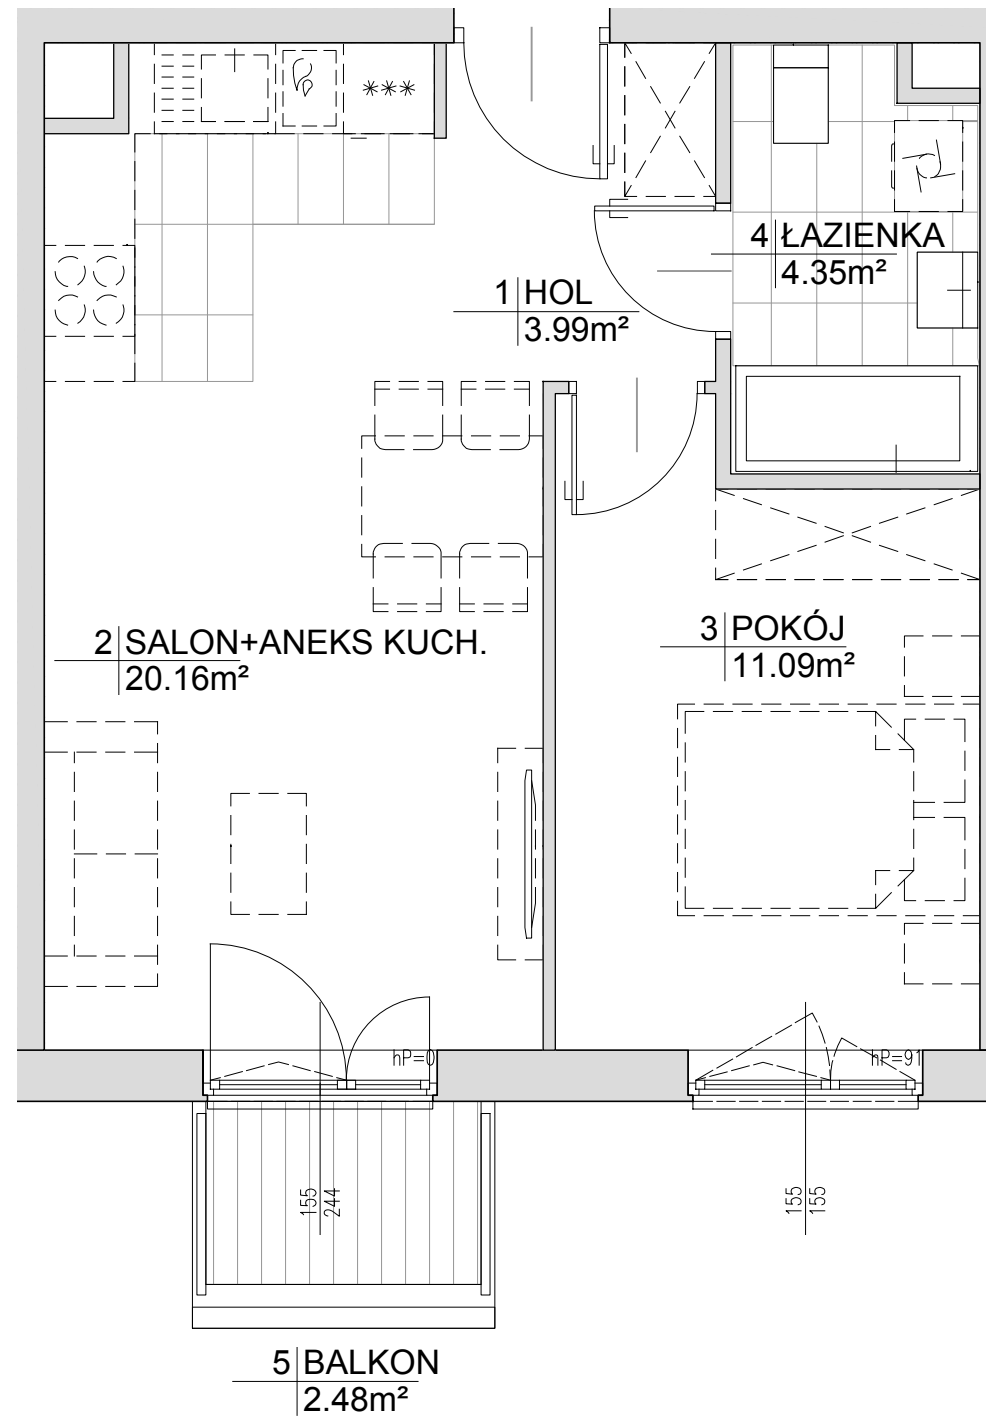 ***
4 ŁAZIENKA
4.35m²
1 HOL
3.99m²
2 SALON+ANEKS KUCH.
20.16m²
3 POKÓJ
11.09m²
hP=0
hP=91
155
244
155
155
5 BALKON
2.48m²